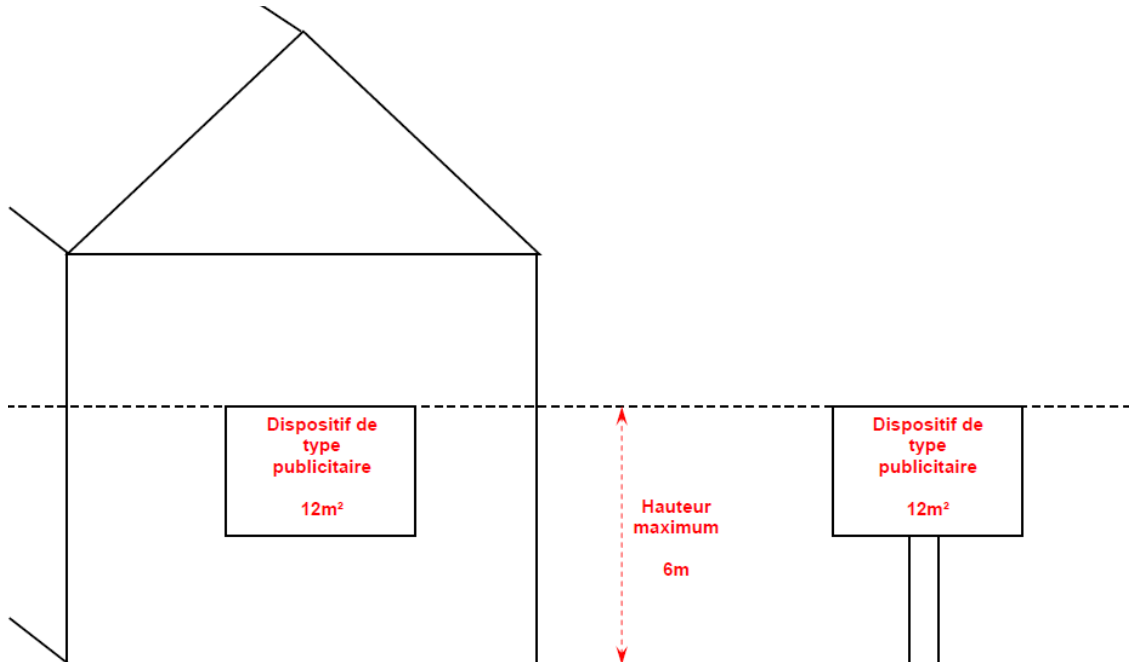 Dispositif de
type
publicitaire
12m²
Hauteur
maximum
6m
Dispositif de
type
publicitaire
12m²